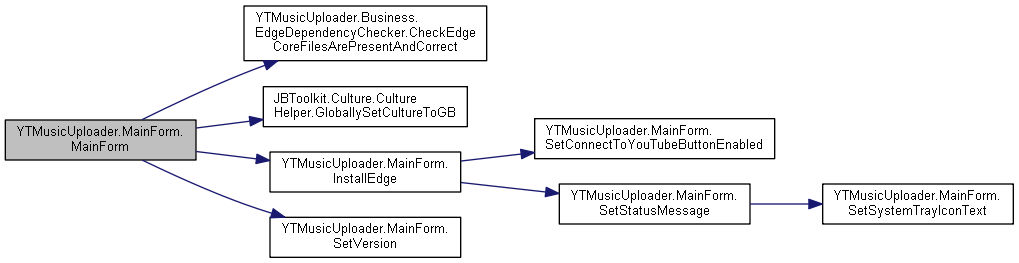 YTMusicUploader.MainForm.
MainForm
YTMusicUploader.Business.
EdgeDependencyChecker.CheckEdge
CoreFilesArePresentAndCorrect
JBToolkit.Culture.Culture
Helper.GloballySetCultureToGB
YTMusicUploader.MainForm.
InstallEdge
YTMusicUploader.MainForm.
SetVersion
YTMusicUploader.MainForm.
SetConnectToYouTubeButtonEnabled
YTMusicUploader.MainForm.
SetStatusMessage
YTMusicUploader.MainForm.
SetSystemTrayIconText